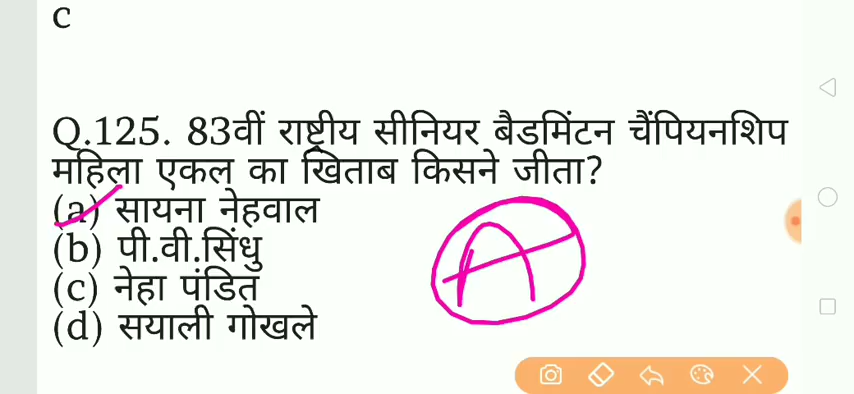 c
Q.125. 83वीं राष्ट्रीय सीनियर बैडमिंटन चैंपियनशिप
महिला एकल का खिताब किसने जीता?
(a) सायना नेहवाल
(b) पी.वी.सिंधु
(c) नेहा पंडित
(d) सयाली गोखले
A